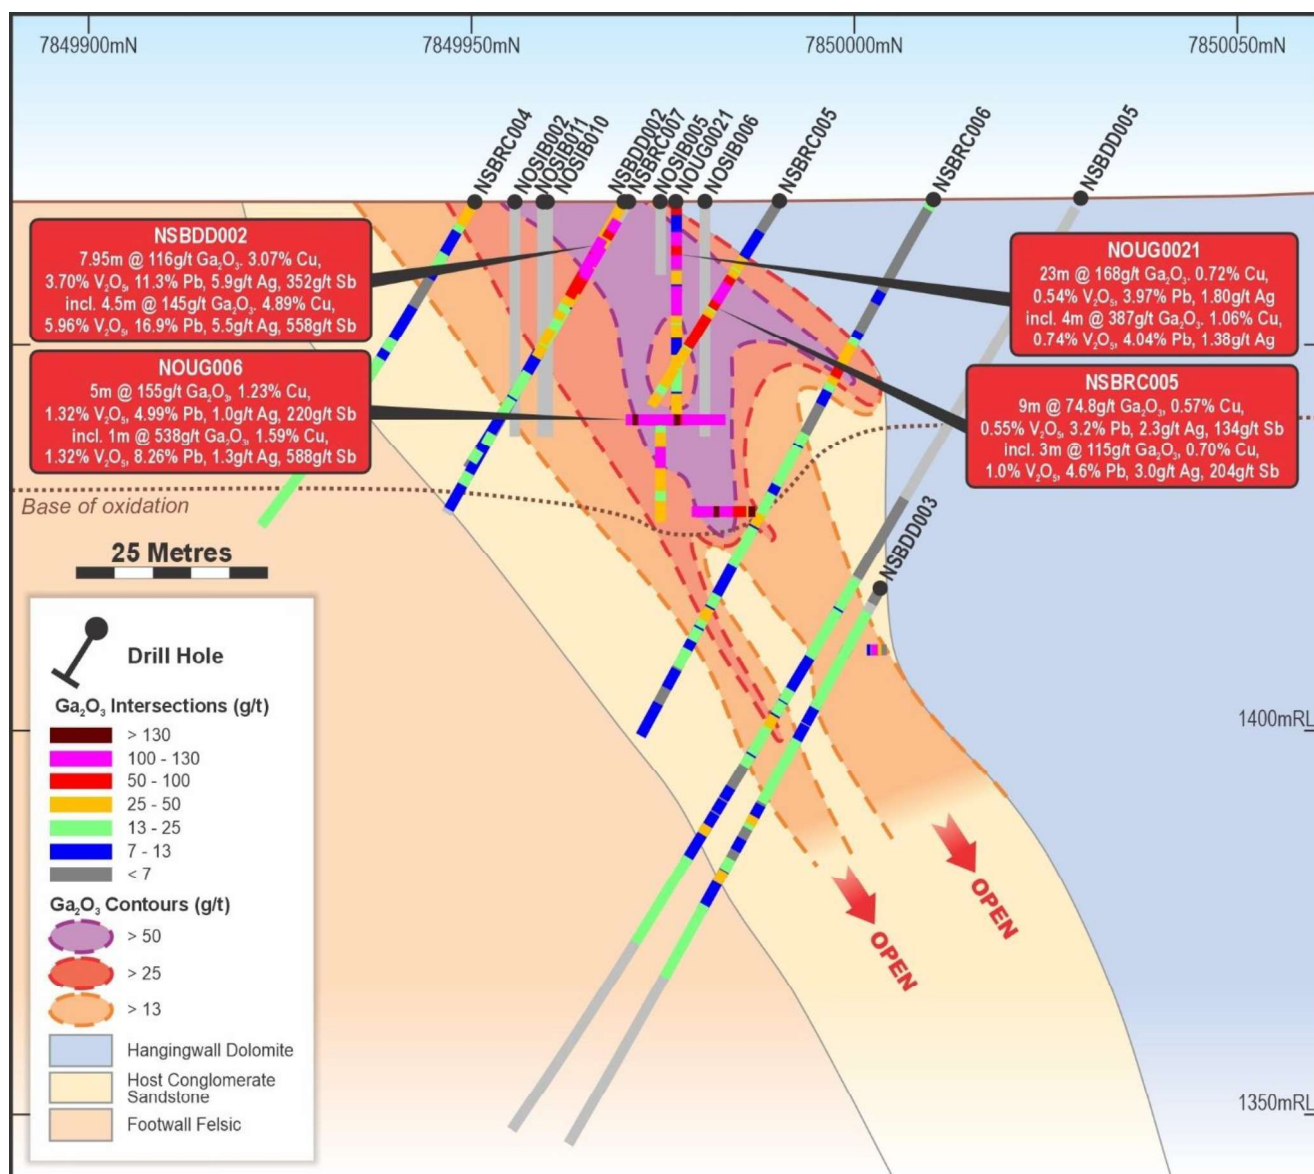 7849900mN
7849950mN
7850000mN
7850050mN
NSBRC004
NOSIB002
NOSIB011
NOSIB010
NSBDD002
NSBRC007
NOSIB005
NOUG0021
NOSIB006
NSBRC005
NSBRC006
NSBDD005
NSBDD002
7.95m @ 116g/t Ga₂O₃. 3.07% Cu,
3.70% V₂O₅, 11.3% Pb, 5.9g/t Ag, 352g/t Sb
incl. 4.5m @ 145g/t Ga₂O₃. 4.89% Cu,
5.96% V₂O₅, 16.9% Pb, 5.5g/t Ag, 558g/t Sb
NOUG006
5m @ 155g/t Ga₂O₃, 1.23% Cu,
1.32% V₂O₅, 4.99% Pb, 1.0g/t Ag, 220g/t Sb
incl. 1m @ 538g/t Ga₂O₃, 1.59% Cu,
1.32% V₂O₅, 8.26% Pb, 1.3g/t Ag, 588g/t Sb
NOUG0021
23m @ 168g/t Ga₂O₃, 0.72% Cu,
0.54% V₂O₅, 3.97% Pb, 1.80g/t Ag
incl. 4m @ 387g/t Ga₂O₃, 1.06% Cu,
0.74% V₂O₅, 4.04% Pb, 1.38g/t Ag
NSBRC005
9m @ 74.8g/t Ga₂O₃, 0.57% Cu,
0.55% V₂O₅, 3.2% Pb, 2.3g/t Ag, 134g/t Sb
incl. 3m @ 115g/t Ga₂O₃, 0.70% Cu,
1.0% V₂O₅, 4.6% Pb, 3.0g/t Ag, 204g/t Sb
Base of oxidation
NSBDD003
25 Metres
Drill Hole
Ga₂O₃ Intersections (g/t)
> 130
100 - 130
50 - 100
25 - 50
13 - 25
7 - 13
< 7
Ga₂O₃ Contours (g/t)
> 50
> 25
> 13
Hangingwall Dolomite
Host Conglomerate
Sandstone
Footwall Felsic
1400mRL
OPEN
OPEN
1350mRL